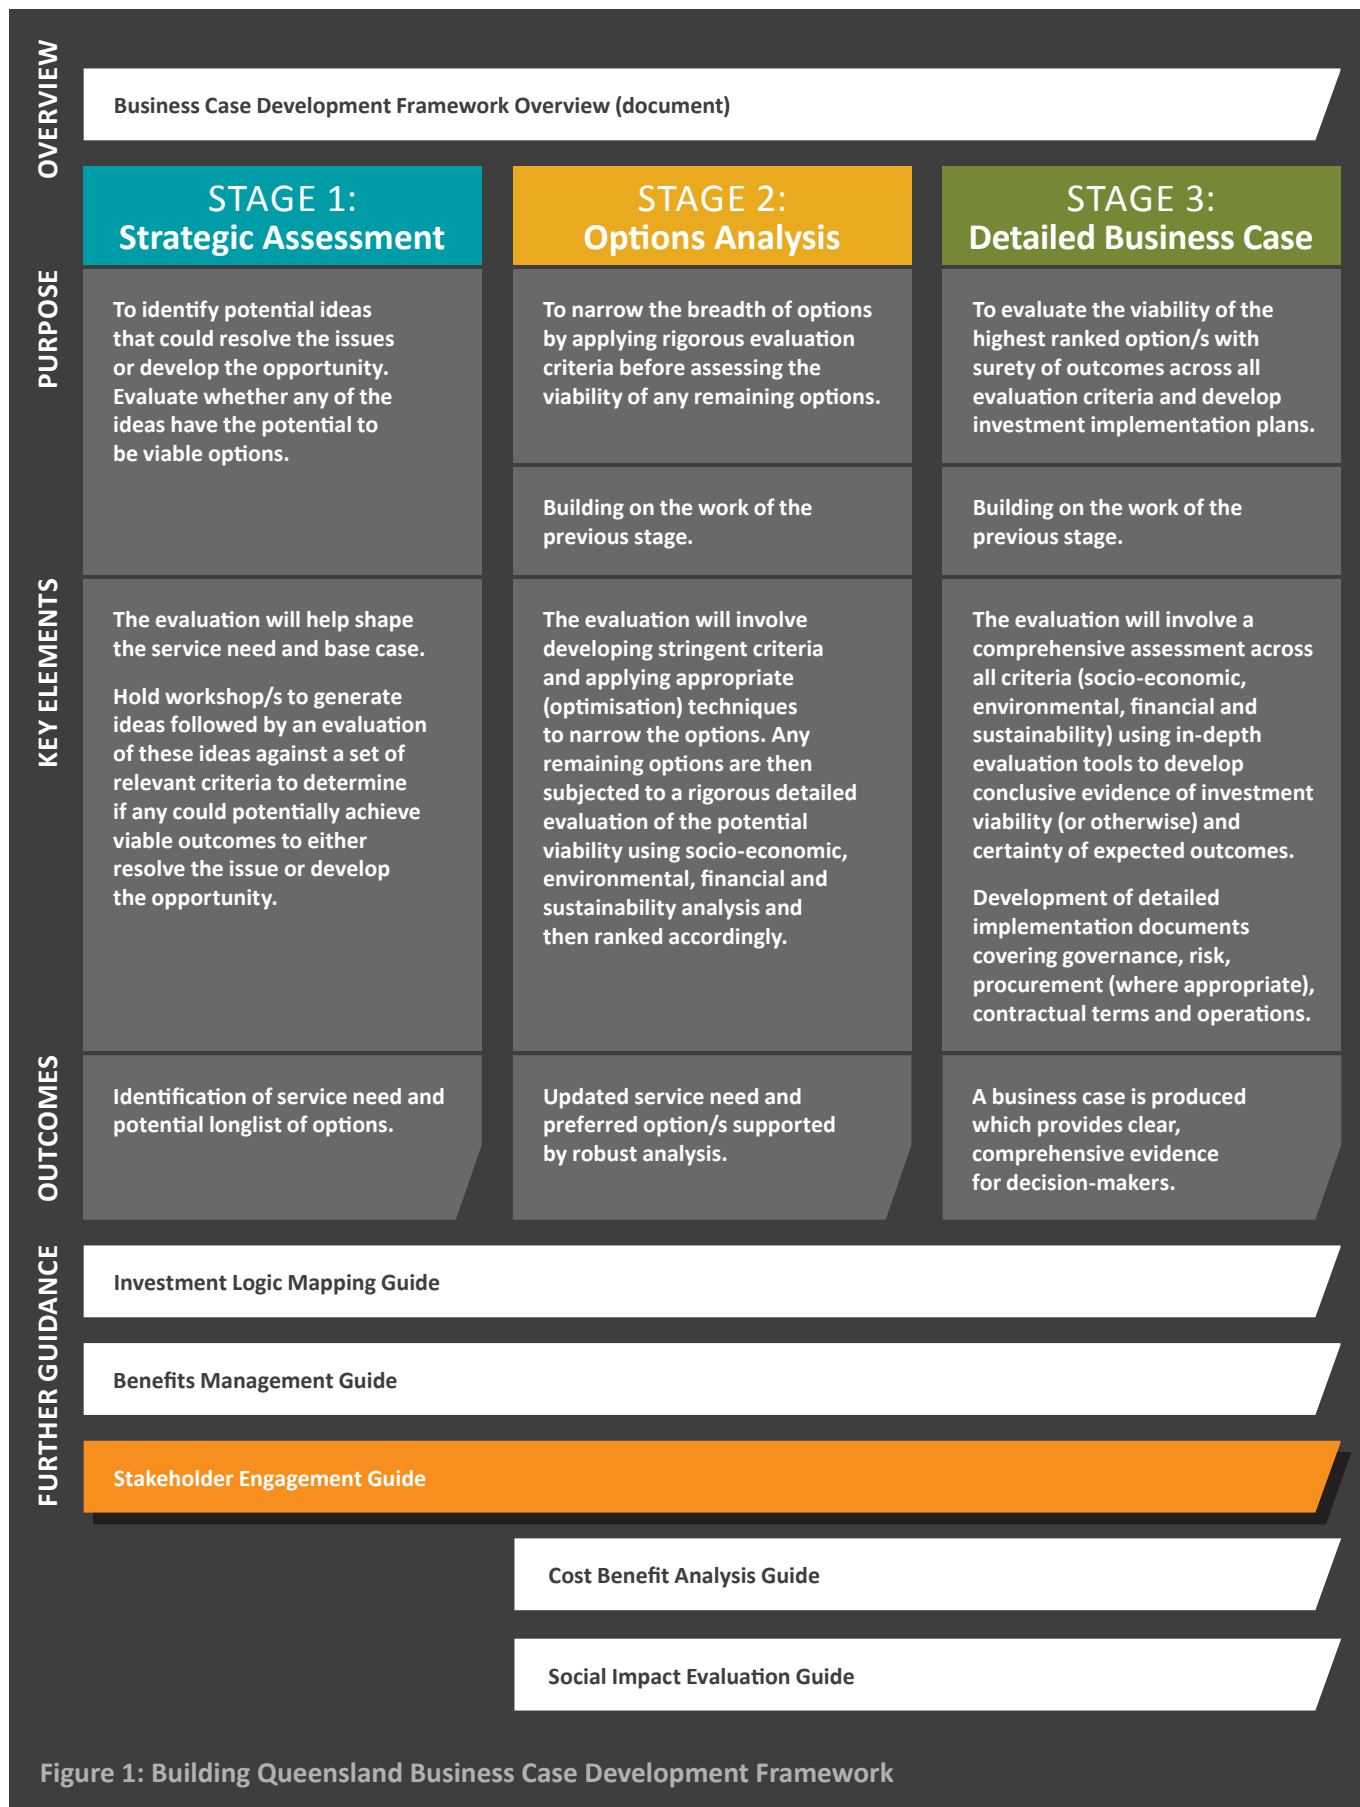 OVERVIEW
Business Case Development Framework Overview (document)
STAGE 1:
Strategic Assessment
STAGE 2:
Options Analysis
STAGE 3:
Detailed Business Case
PURPOSE
To identify potential ideas
that could resolve the issues
or develop the opportunity.
Evaluate whether any of the
ideas have the potential to
be viable options.
To narrow the breadth of options
by applying rigorous evaluation
criteria before assessing the
viability of any remaining options.
Building on the work of the
previous stage.
To evaluate the viability of the
highest ranked option/s with
surety of outcomes across all
evaluation criteria and develop
investment implementation plans.
Building on the work of the
previous stage.
KEY ELEMENTS
The evaluation will help shape
the service need and base case.
Hold workshop/s to generate
ideas followed by an evaluation
of these ideas against a set of
relevant criteria to determine
if any could potentially achieve
viable outcomes to either
resolve the issue or develop
the opportunity.
The evaluation will involve
developing stringent criteria
and applying appropriate
(optimisation) techniques
to narrow the options. Any
remaining options are then
subjected to a rigorous detailed
evaluation of the potential
viability using socio-economic,
environmental, financial and
sustainability analysis and
then ranked accordingly.
The evaluation will involve a
comprehensive assessment across
all criteria (socio-economic,
environmental, financial and
sustainability) using in-depth
evaluation tools to develop
conclusive evidence of investment
viability (or otherwise) and
certainty of expected outcomes.
Development of detailed
implementation documents
covering governance, risk,
procurement (where appropriate),
contractual terms and operations.
OUTCOMES
Identification of service need and
potential longlist of options.
Updated service need and
preferred option/s supported
by robust analysis.
A business case is produced
which provides clear,
comprehensive evidence
for decision-makers.
FURTHER GUIDANCE
Investment Logic Mapping Guide
Benefits Management Guide
Stakeholder Engagement Guide
Cost Benefit Analysis Guide
Social Impact Evaluation Guide
Figure 1: Building Queensland Business Case Development Framework